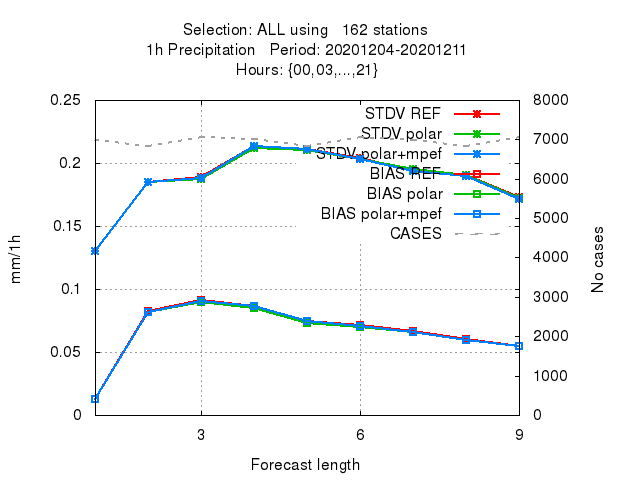 Selection: ALL using   162 stations
1h Precipitation   Period: 20201204-20201211
Hours: {00,03,...,21}
0.25
0.2
0.15
0.1
0.05
0
8000
7000
6000
5000
4000
3000
2000
1000
0
STDV REF
STDV polar
STDV polar+mpef
BIAS REF
BIAS polar
BIAS polar+mpef
CASES
mm/1h
No cases
3
6
9
Forecast length